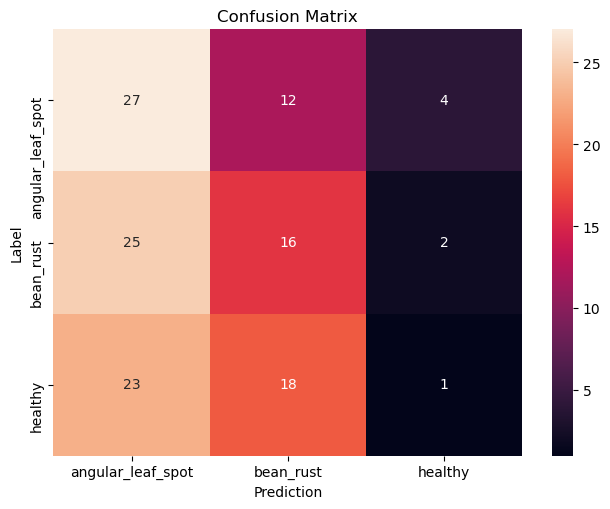 Confusion Matrix
Label
angular_leaf_spot
27 12 4
bean_rust
25 16 2
healthy
23 18 1
angular_leaf_spot bean_rust healthy
Prediction
25
20
15
10
5